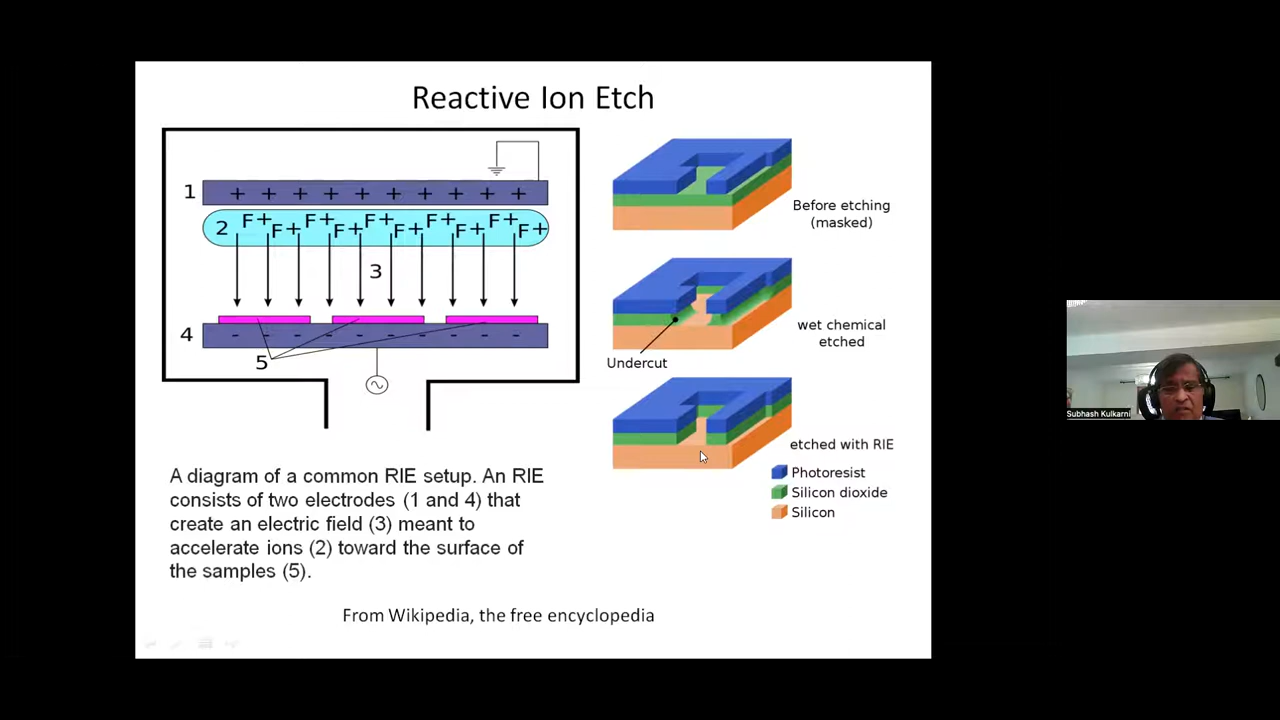 Reactive Ion Etch
1 + + + + + + + + + +
2 F+ F+ F+ F+ F+ F+ F+ F+ F+ F+
3
4 - - - - - - - - - -
5
Before etching
(masked)
wet chemical
etched
Undercut
etched with RIE
Photoresist
Silicon dioxide
Silicon
A diagram of a common RIE setup. An RIE
consists of two electrodes (1 and 4) that
create an electric field (3) meant to
accelerate ions (2) toward the surface of
the samples (5).
From Wikipedia, the free encyclopedia
Subhash Kulkarni